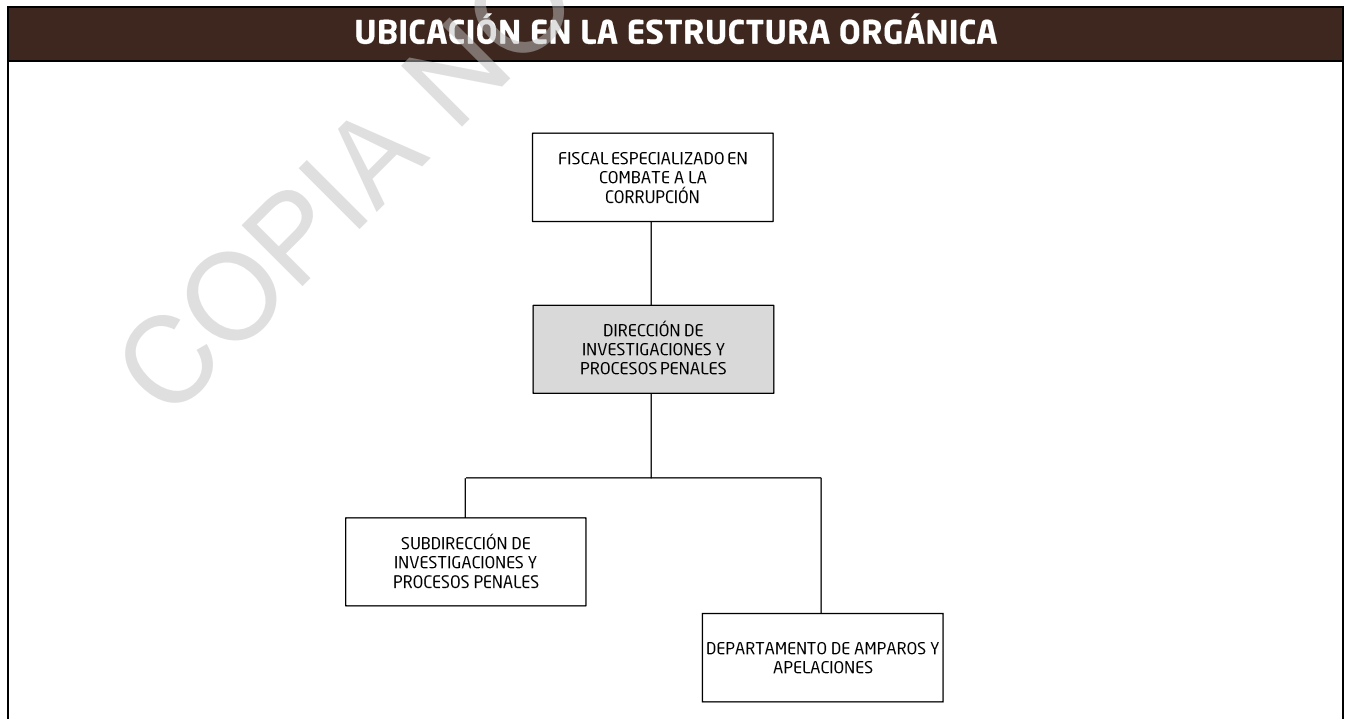 UBICACIÓN EN LA ESTRUCTURA ORGÁNICA
FISCAL ESPECIALIZADO EN
COMBATE A LA
CORRUPCIÓN
DIRECCIÓN DE
INVESTIGACIONES Y
PROCESOS PENALES
SUBDIRECCIÓN DE
INVESTIGACIONES Y
PROCESOS PENALES
DEPARTAMENTO DE AMPAROS Y
APELACIONES
COPIA NO